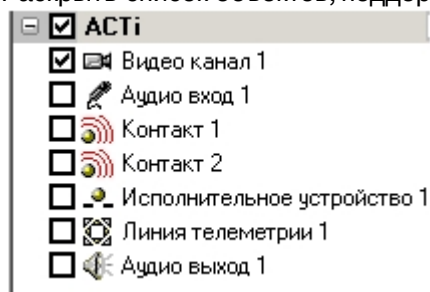 ACTi
Видео канал 1
Аудио вход 1
Контакт 1
Контакт 2
Исполнительное устройство 1
Линия телеметрии 1
Аудио выход 1